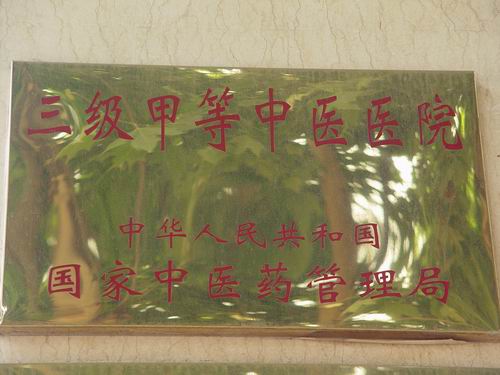 三级甲等中医医院
中华人民共和国
国家中医药管理局